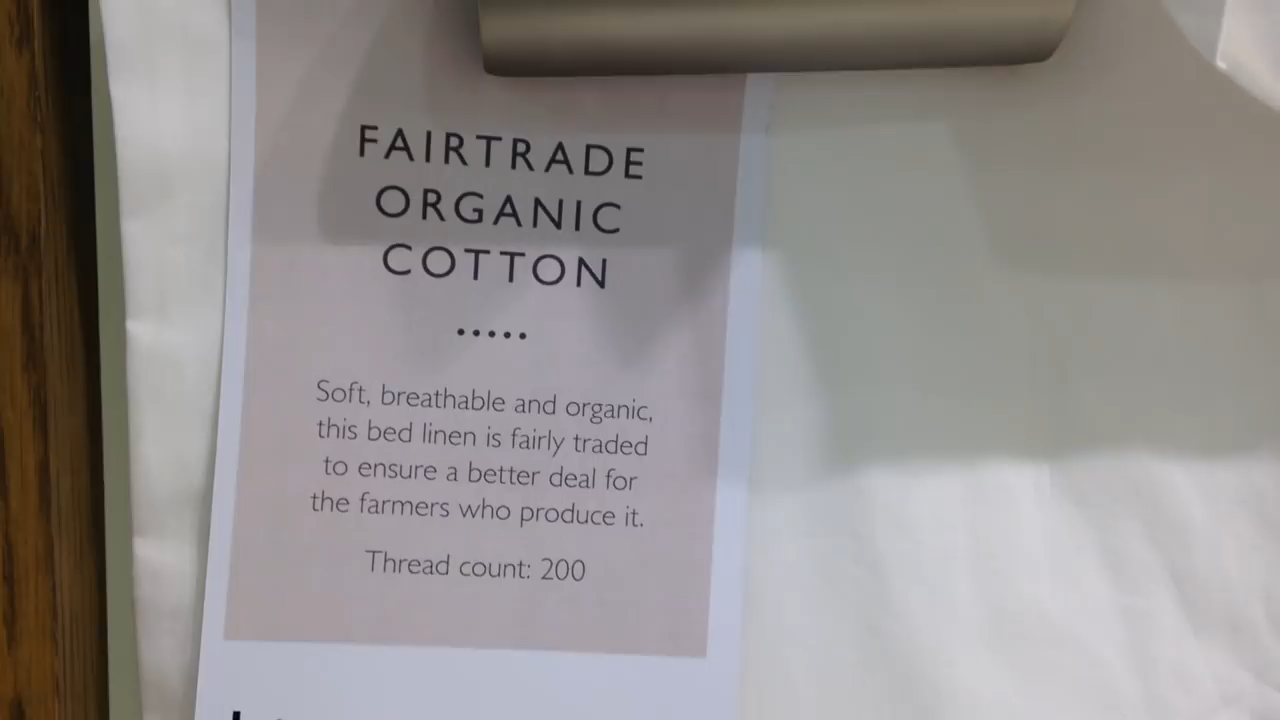 FAIRTRADE
ORGANIC
COTTON
•••••
Soft, breathable and organic,
this bed linen is fairly traded
to ensure a better deal for
the farmers who produce it.
Thread count: 200